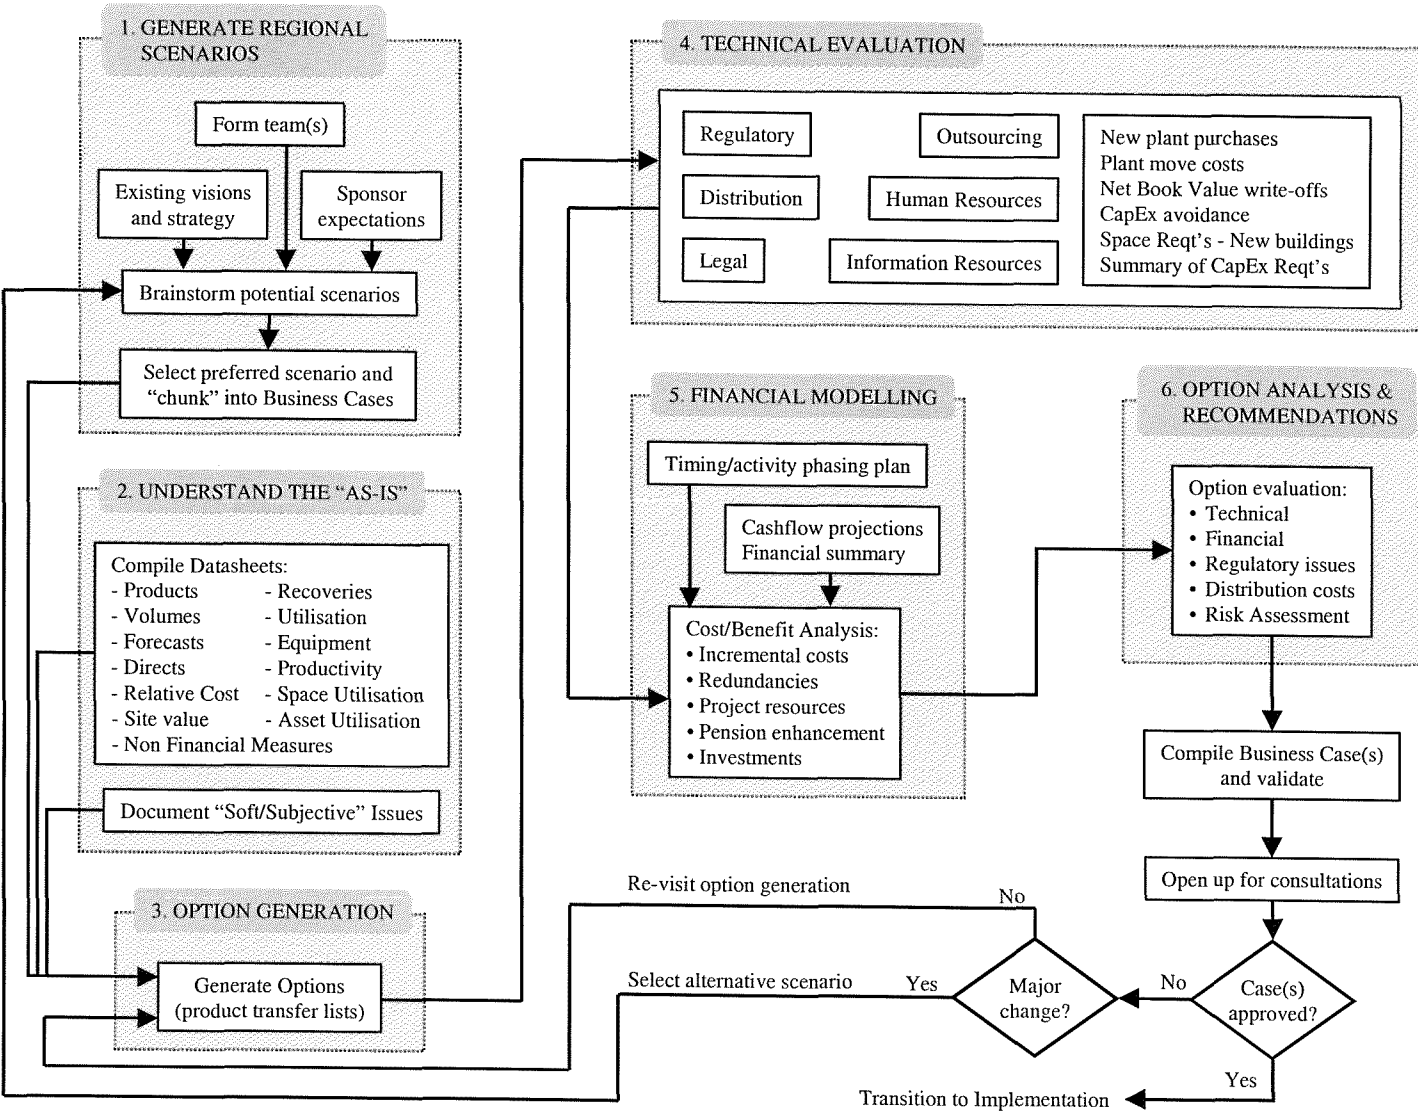 1. GENERATE REGIONAL
SCENARIOS
Form team(s)
Existing visions
and strategy
Sponsor
expectations
Brainstorm potential scenarios
Select preferred scenario and
“chunk” into Business Cases
2. UNDERSTAND THE “AS-IS”
Compile Datasheets:
- Products
- Volumes
- Forecasts
- Directs
- Relative Cost
- Site value
- Non Financial Measures
- Recoveries
- Utilisation
- Equipment
- Productivity
- Space Utilisation
- Asset Utilisation
Document “Soft/Subjective” Issues
3. OPTION GENERATION
Generate Options
(product transfer lists)
4. TECHNICAL EVALUATION
Regulatory
Distribution
Legal
Outsourcing
Human Resources
Information Resources
New plant purchases
Plant move costs
Net Book Value write-offs
CapEx avoidance
Space Reqt's - New buildings
Summary of CapEx Reqt's
5. FINANCIAL MODELLING
Timing/activity phasing plan
Cashflow projections
Financial summary
Cost/Benefit Analysis:
• Incremental costs
• Redundancies
• Project resources
• Pension enhancement
• Investments
6. OPTION ANALYSIS &
RECOMMENDATIONS
Option evaluation:
• Technical
• Financial
• Regulatory issues
• Distribution costs
• Risk Assessment
Compile Business Case(s)
and validate
Open up for consultations
Case(s)
approved?
No
Major
change?
No
Re-visit option generation
Yes
Select alternative scenario
Yes
Transition to Implementation